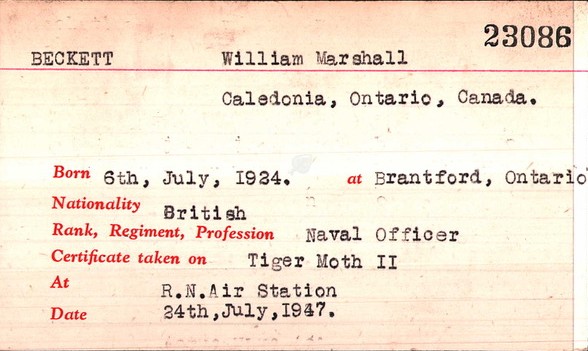 23086
BECKETT William Marshall
Caledonia, Ontario, Canada.
Born 6th, July, 1924. at Brantford, Ontario
Nationality British
Rank, Regiment, Profession Naval Officer
Certificate taken on Tiger Moth II
At R.N.Air Station
Date 24th,July,1947.